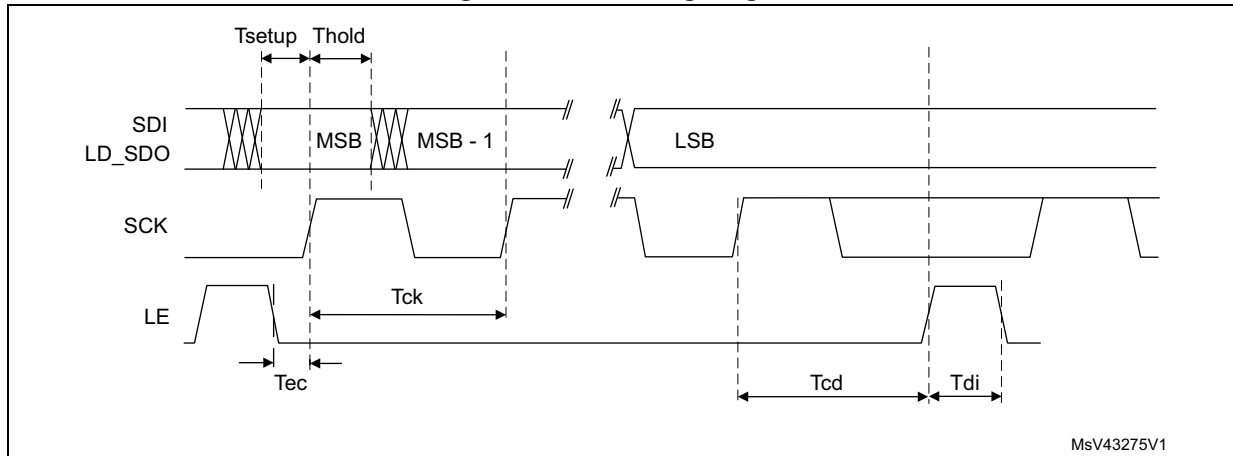 Tsetup Thold
SDI
LD_SDO
MSB
MSB - 1
LSB
SCK
Tck
LE
Tec
Tcd
Tdi
MsV43275V1